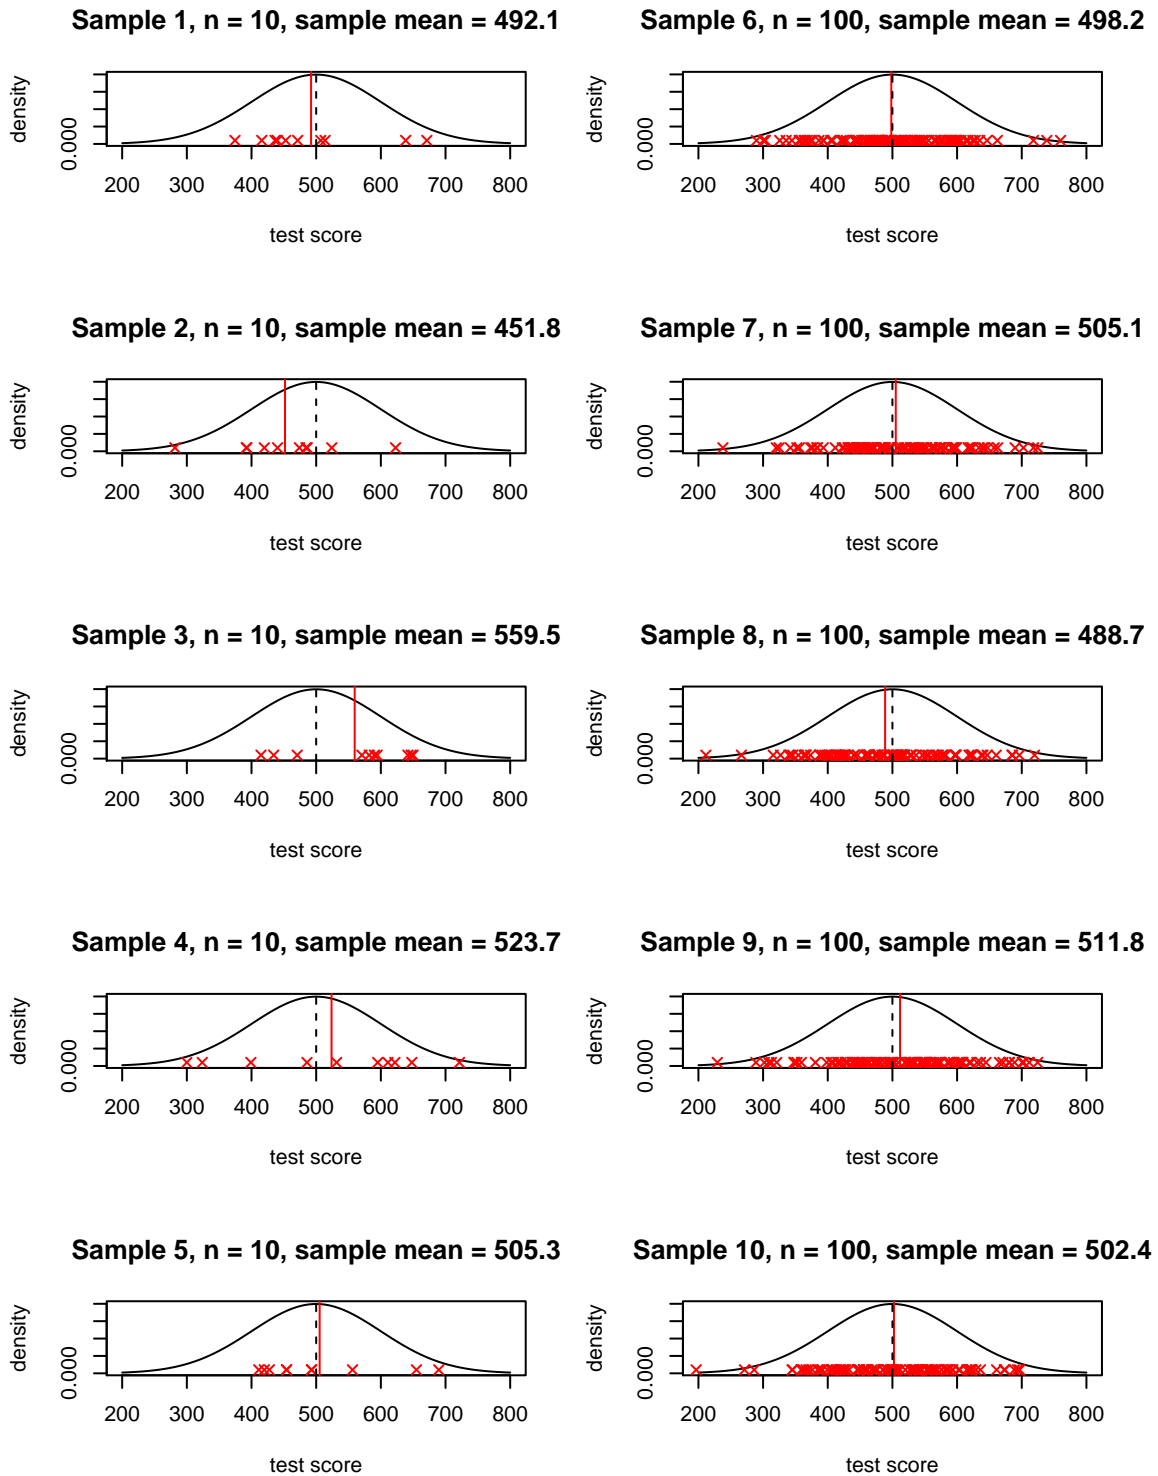 Sample 1, n = 10, sample mean = 492.1
density
0.000
200 300 400 500 600 700 800
test score
Sample 6, n = 100, sample mean = 498.2
density
0.000
200 300 400 500 600 700 800
test score
Sample 2, n = 10, sample mean = 451.8
density
0.000
200 300 400 500 600 700 800
test score
Sample 7, n = 100, sample mean = 505.1
density
0.000
200 300 400 500 600 700 800
test score
Sample 3, n = 10, sample mean = 559.5
density
0.000
200 300 400 500 600 700 800
test score
Sample 8, n = 100, sample mean = 488.7
density
0.000
200 300 400 500 600 700 800
test score
Sample 4, n = 10, sample mean = 523.7
density
0.000
200 300 400 500 600 700 800
test score
Sample 9, n = 100, sample mean = 511.8
density
0.000
200 300 400 500 600 700 800
test score
Sample 5, n = 10, sample mean = 505.3
density
0.000
200 300 400 500 600 700 800
test score
Sample 10, n = 100, sample mean = 502.4
density
0.000
200 300 400 500 600 700 800
test score